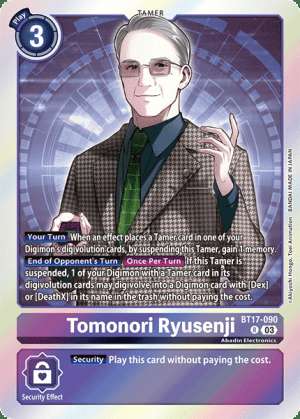 TAMER
Play
3
Your Turn When an effect places a Tamer card in one of your
Digimon's digivolution cards, by suspending this Tamer, gain 1 memory.
End of Opponent's Turn Once Per Turn If this Tamer is
suspended, 1 of your Digimon with a Tamer card in its
digivolution cards may digivolve into a Digimon card with [Dex]
or [DeathX] in its name in the trash without paying the cost.
©Akiyoshi Hongo, Toei Animation BANDAI MADE IN JAPAN
Tomonori Ryusenji
BT17-090
R 03
Abadin Electronics
Security Play this card without paying the cost.
Security Effect